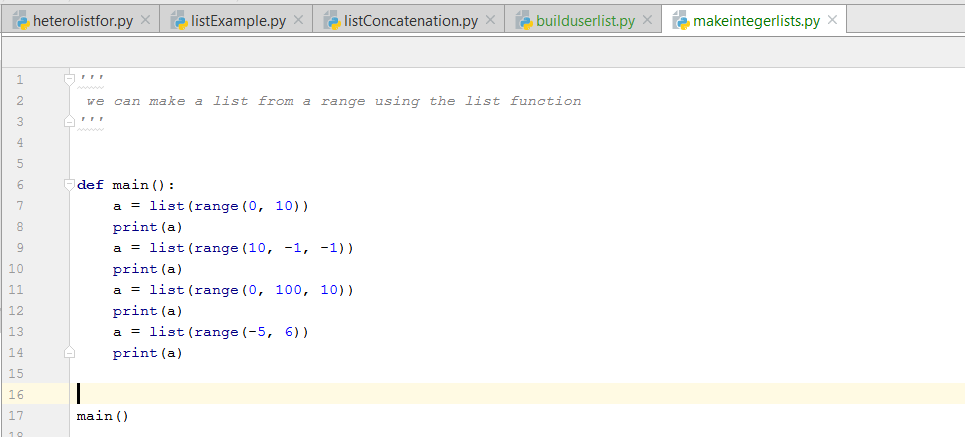 heterolistfor.py listExample.py listConcatenation.py builduserlist.py makeintegerlists.py
1 '''
2 we can make a list from a range using the list function
3 '''
4
5
6 def main():
7 a = list(range(0, 10))
8 print(a)
9 a = list(range(10, -1, -1))
10 print(a)
11 a = list(range(0, 100, 10))
12 print(a)
13 a = list(range(-5, 6))
14 print(a)
15
16
17 main()
18